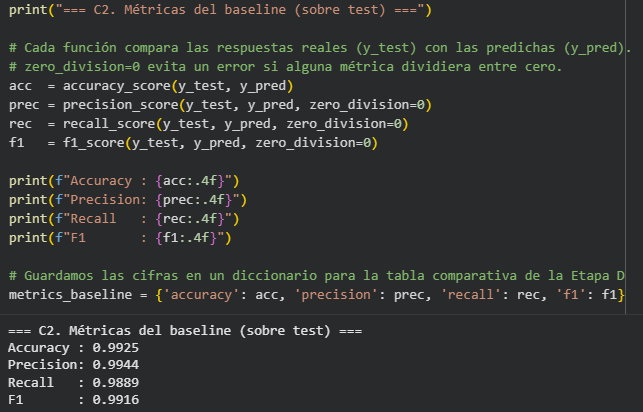 print("=== C2. Métricas del baseline (sobre test) ===")
# Cada función compara las respuestas reales (y_test) con las predichas (y_pred).
# zero_division=0 evita un error si alguna métrica dividiera entre cero.
acc  = accuracy_score(y_test, y_pred)
prec = precision_score(y_test, y_pred, zero_division=0)
rec  = recall_score(y_test, y_pred, zero_division=0)
f1   = f1_score(y_test, y_pred, zero_division=0)
print(f"Accuracy : {acc:.4f}")
print(f"Precision: {prec:.4f}")
print(f"Recall   : {rec:.4f}")
print(f"F1       : {f1:.4f}")
# Guardamos las cifras en un diccionario para la tabla comparativa de la Etapa D
metrics_baseline = {'accuracy': acc, 'precision': prec, 'recall': rec, 'f1': f1}
=== C2. Métricas del baseline (sobre test) ===
Accuracy : 0.9925
Precision: 0.9944
Recall   : 0.9889
F1       : 0.9916